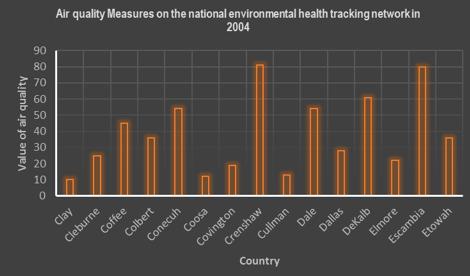 Air quality Measures on the national environmental health tracking network in
2004
Value of air quality
90
80
70
60
50
40
30
20
10
0
Clay
Cleburne
Coffee
Colbert
Conecuh
Coosa
Covington
Crenshaw
Cullman
Dale
Dallas
DeKalb
Elmore
Escambia
Etowah
Country